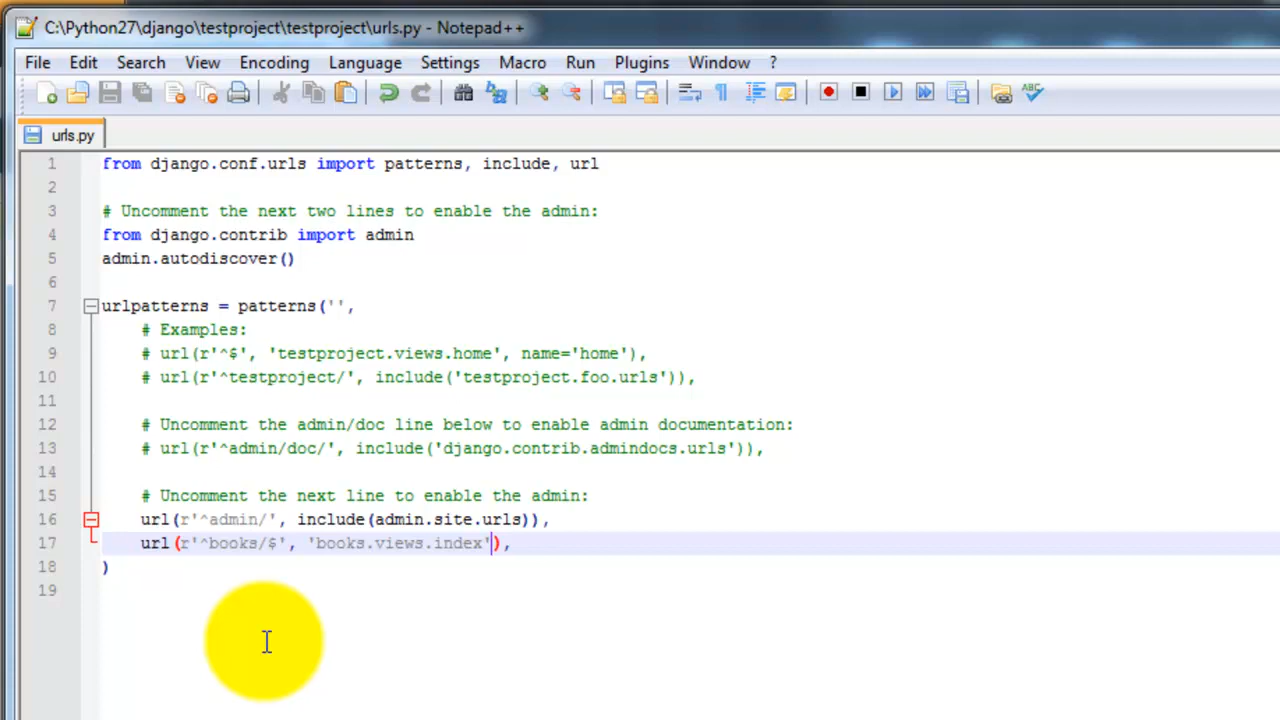 C:\Python27\django\testproject\testproject\urls.py - Notepad++
File Edit Search View Encoding Language Settings Macro Run Plugins Window ?
ABC
urls.py
1 from django.conf.urls import patterns, include, url
2
3 # Uncomment the next two lines to enable the admin:
4 from django.contrib import admin
5 admin.autodiscover()
6
7 urlpatterns = patterns('',
8 # Examples:
9 # url(r'^$', 'testproject.views.home', name='home'),
10 # url(r'^testproject/', include('testproject.foo.urls')),
11
12 # Uncomment the admin/doc line below to enable admin documentation:
13 # url(r'^admin/doc/', include('django.contrib.admindocs.urls')),
14
15 # Uncomment the next line to enable the admin:
16 url(r'^admin/', include(admin.site.urls)),
17 url(r'^books/$', 'books.views.index'),
18 )
19